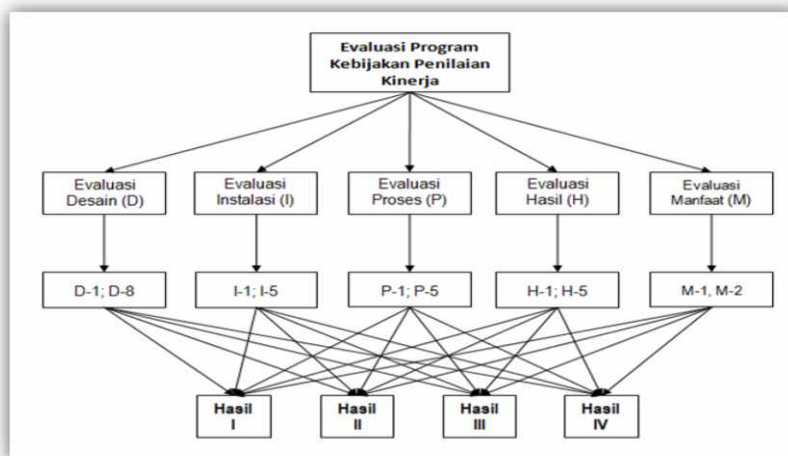 Evaluasi Program
Kebijakan Penilaian
Kinerja
Evaluasi
Desain (D)
Evaluasi
Instalasi (I)
Evaluasi
Proses (P)
Evaluasi
Hasil (H)
Evaluasi
Manfaat (M)
D-1; D-8
I-1; I-5
P-1; P-5
H-1; H-5
M-1, M-2
Hasil
I
Hasil
II
Hasil
III
Hasil
IV